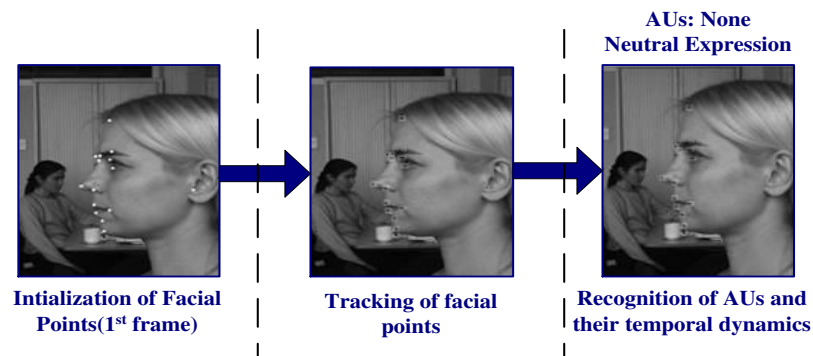 AUs: None
Neutral Expression
Intialization of Facial
Points(1st frame)
Tracking of facial
points
Recognition of AUs and
their temporal dynamics